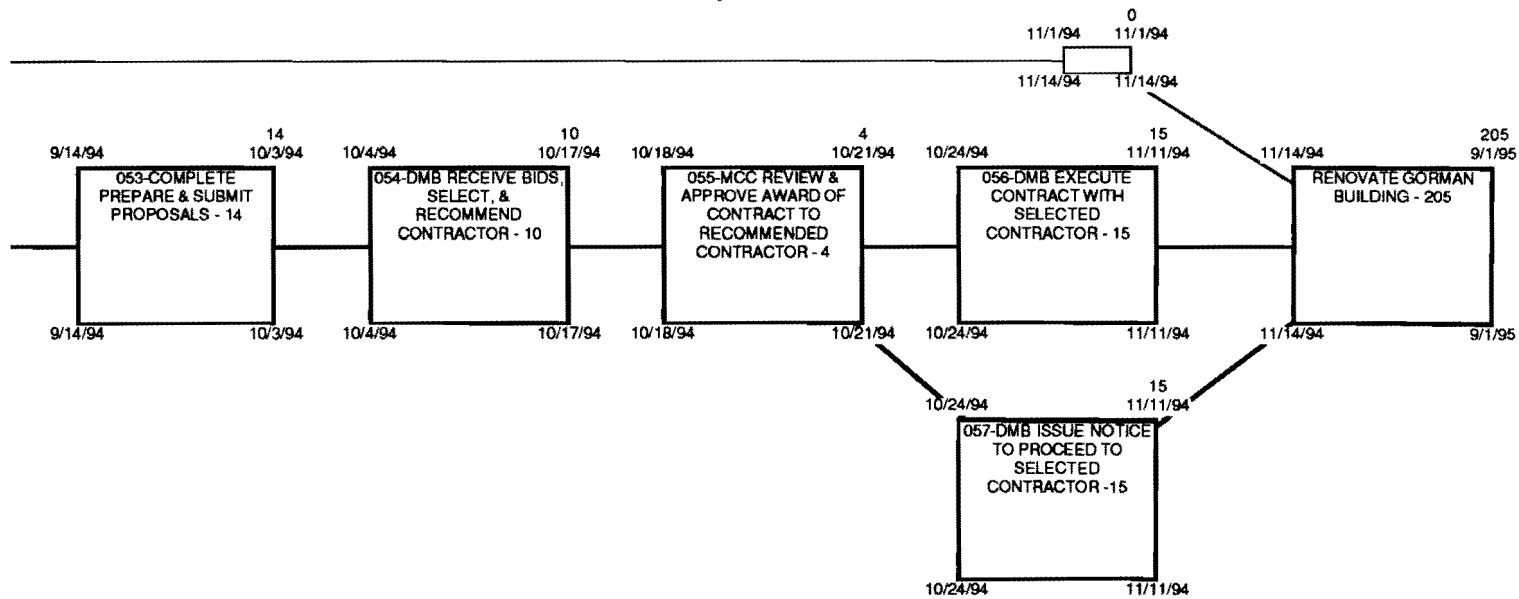 0
11/1/94 11/1/94
11/14/94 11/14/94
14
9/14/94 10/3/94
053-COMPLETE
PREPARE & SUBMIT
PROPOSALS - 14
9/14/94 10/3/94
10
10/4/94 10/17/94
054-DMB RECEIVE BIDS,
SELECT, &
RECOMMEND
CONTRACTOR - 10
10/4/94 10/17/94
4
10/18/94 10/21/94
055-MCC REVIEW &
APPROVE AWARD OF
CONTRACT TO
RECOMMENDED
CONTRACTOR - 4
10/18/94 10/21/94
15
10/24/94 11/11/94
056-DMB EXECUTE
CONTRACT WITH
SELECTED
CONTRACTOR - 15
10/24/94 11/11/94
205
11/14/94 9/1/95
RENOVATE GORMAN
BUILDING - 205
11/14/94 9/1/95
15
10/24/94 11/11/94
057-DMB ISSUE NOTICE
TO PROCEED TO
SELECTED
CONTRACTOR -15
10/24/94 11/11/94